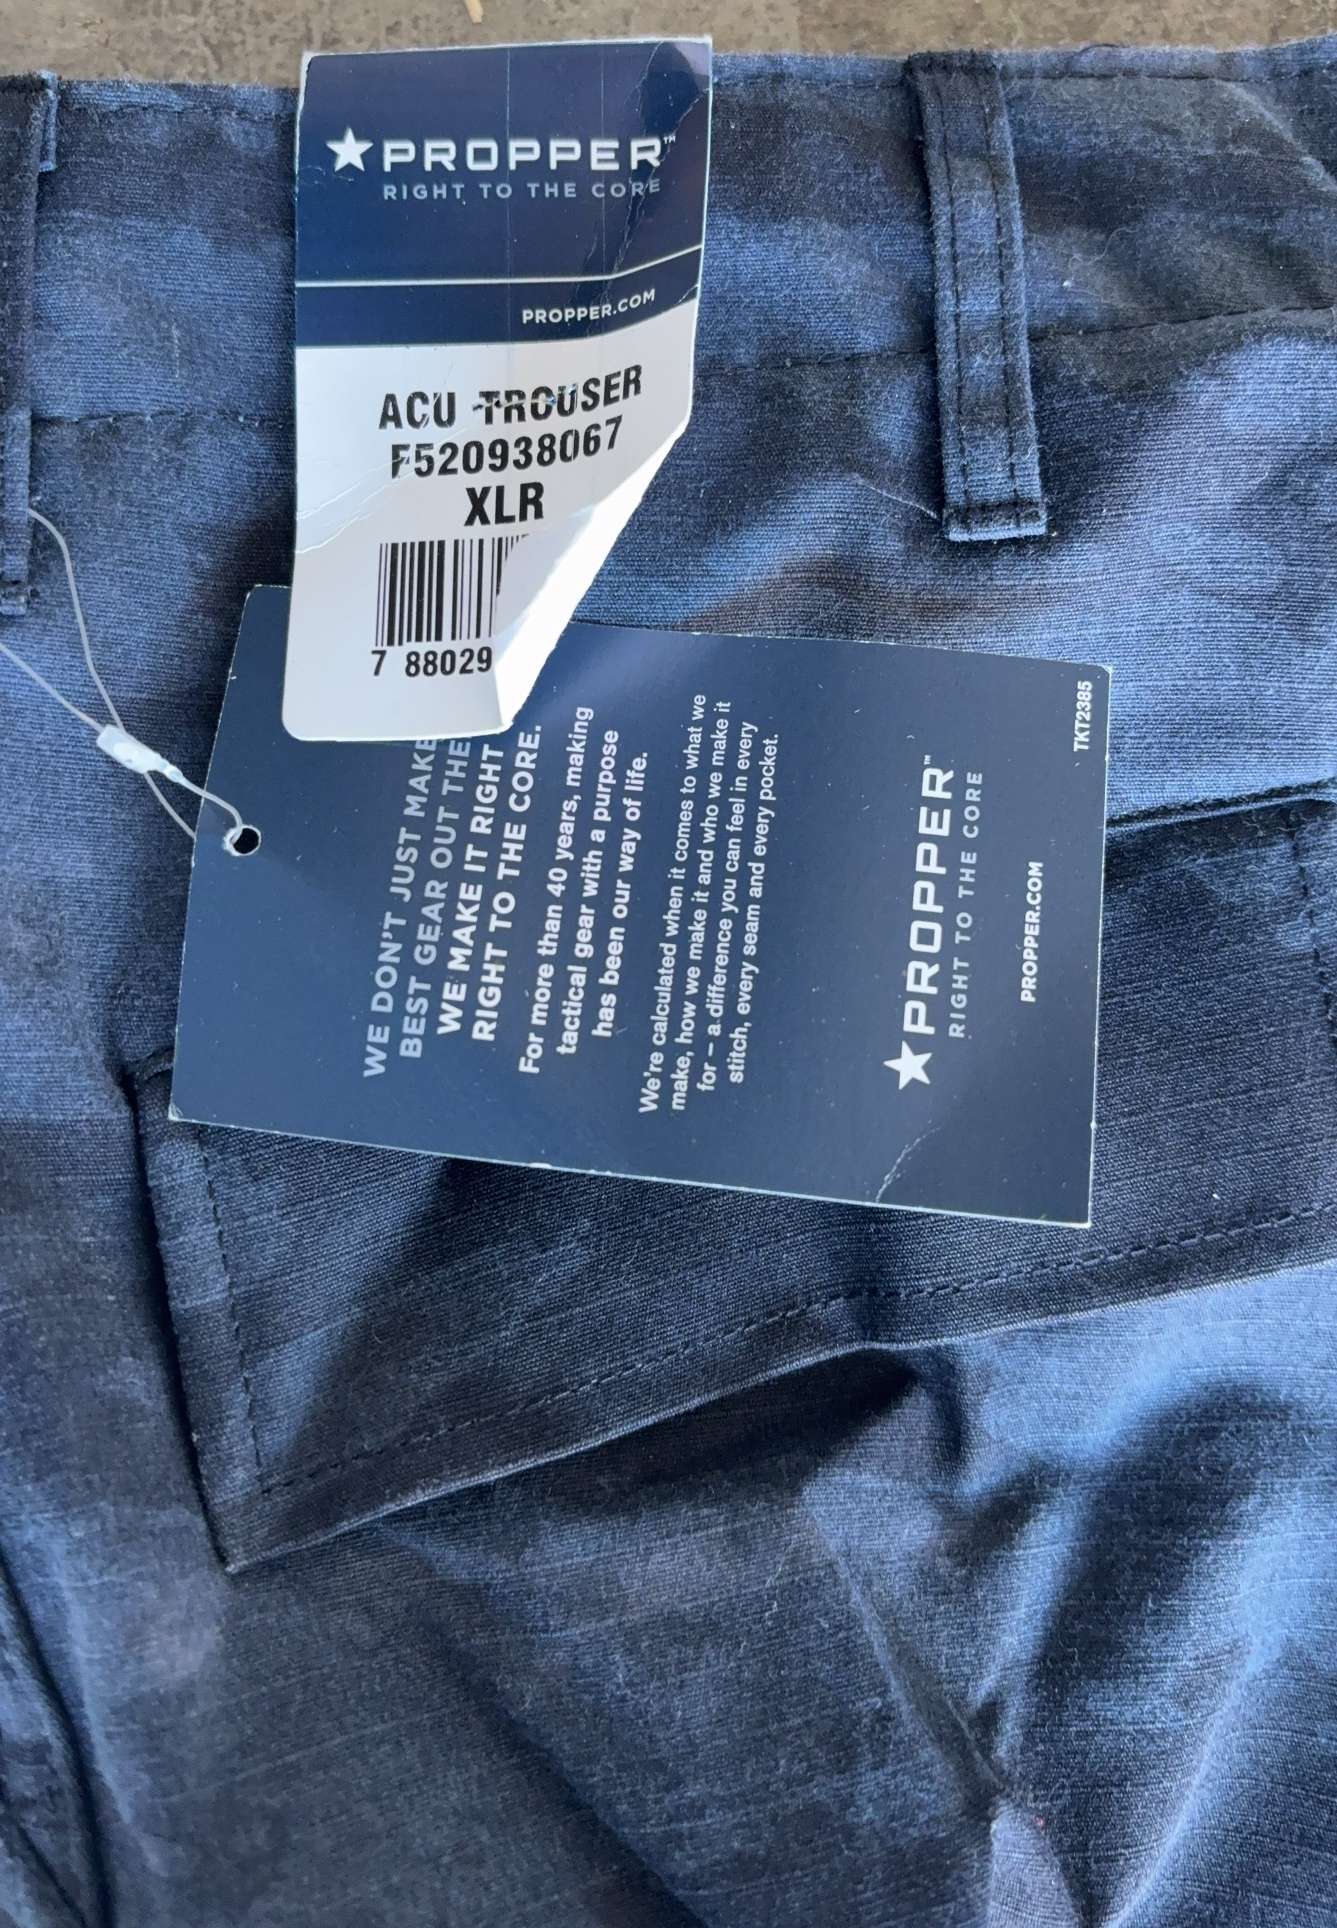 PROPPER™
RIGHT TO THE CORE
PROPPER.COM
ACU TROUSER
F520938067
XLR
7 88029
WE DON'T JUST MAKE
BEST GEAR OUT THE
WE MAKE IT RIGHT
RIGHT TO THE CORE.
For more than 40 years, making
tactical gear with a purpose
has been our way of life.
We're calculated when it comes to what we
make, how we make it and who we make it
for – a difference you can feel in every
stitch, every seam and every pocket.
PROPPER™
RIGHT TO THE CORE
PROPPER.COM
TKT2385